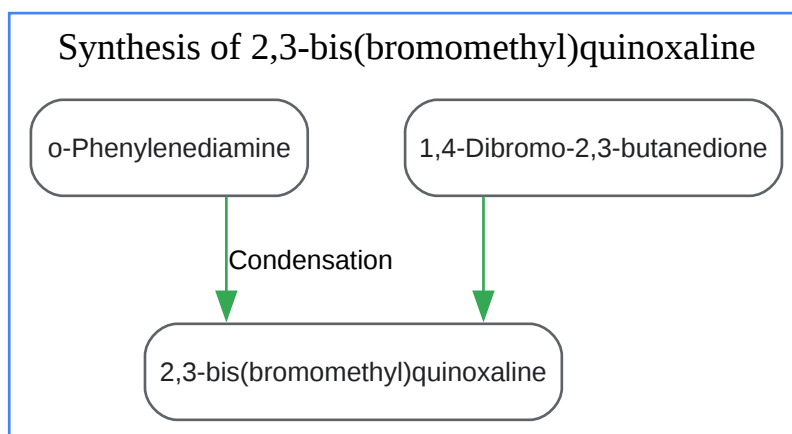 Synthesis of 2,3-bis(bromomethyl)quinoxaline
o-Phenylenediamine
1,4-Dibromo-2,3-butanedione
Condensation
2,3-bis(bromomethyl)quinoxaline